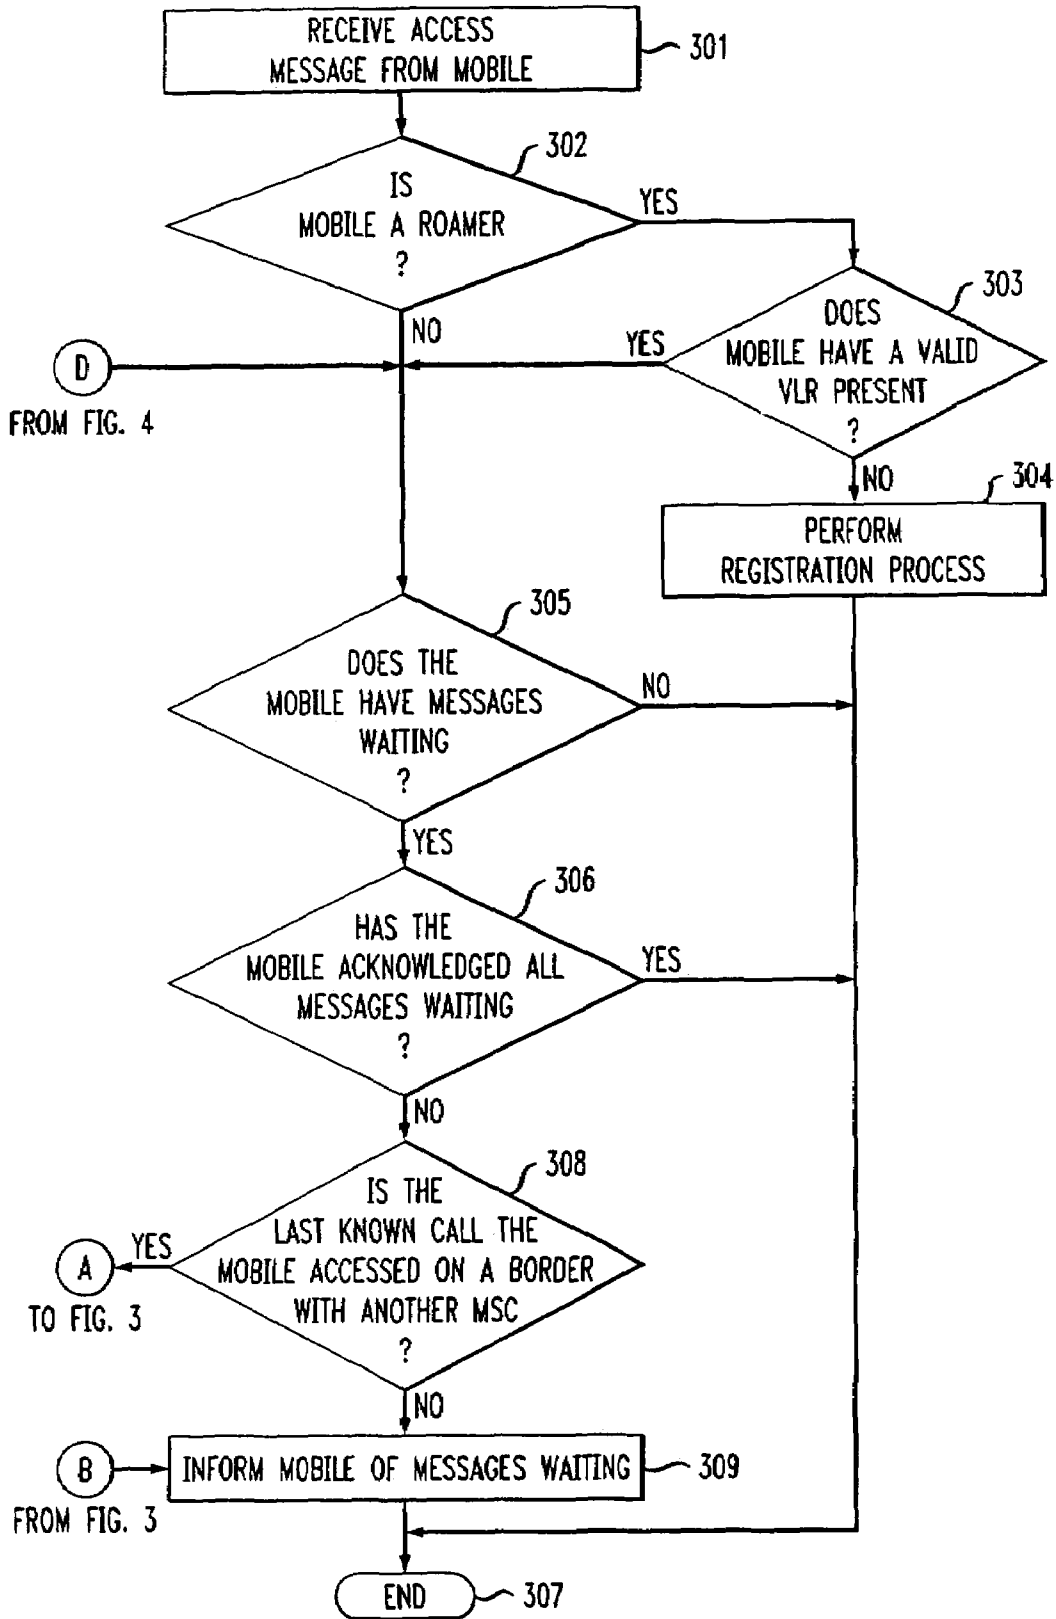 RECEIVE ACCESS
MESSAGE FROM MOBILE
301
IS
MOBILE A ROAMER
?
302
YES
NO
DOES
MOBILE HAVE A VALID
VLR PRESENT
?
303
YES
NO
D
FROM FIG. 4
PERFORM
REGISTRATION PROCESS
304
DOES THE
MOBILE HAVE MESSAGES
WAITING
?
305
NO
YES
HAS THE
MOBILE ACKNOWLEDGED ALL
MESSAGES WAITING
?
306
YES
NO
IS THE
LAST KNOWN CALL THE
MOBILE ACCESSED ON A BORDER
WITH ANOTHER MSC
?
308
YES
A
TO FIG. 3
NO
B
FROM FIG. 3
INFORM MOBILE OF MESSAGES WAITING
309
END
307